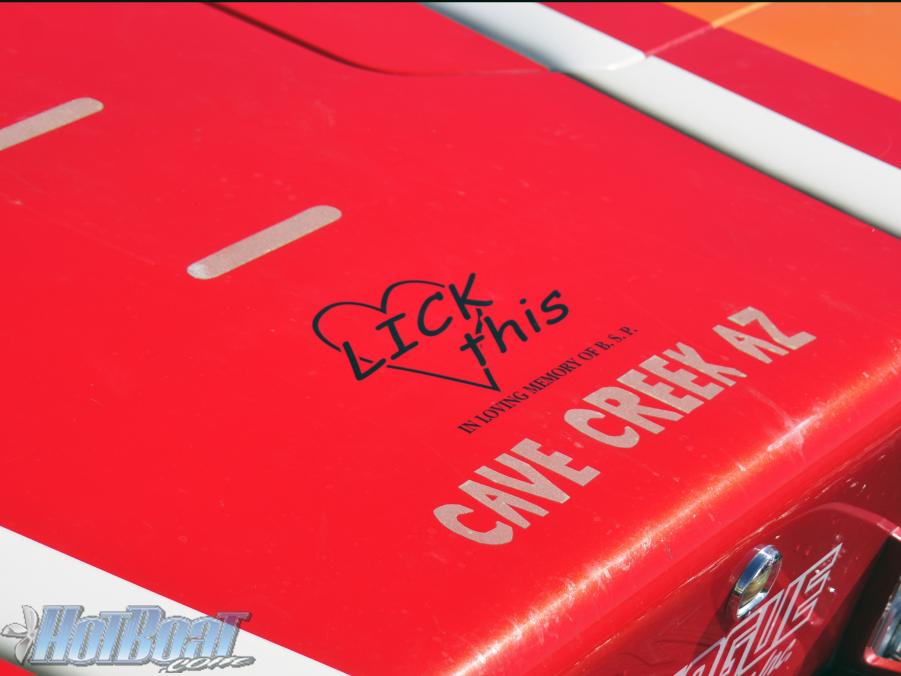 LICK
this
IN LOVING MEMORY OF B. S. P.
CAVE CREEK AZ
HOTBOAT
.COM